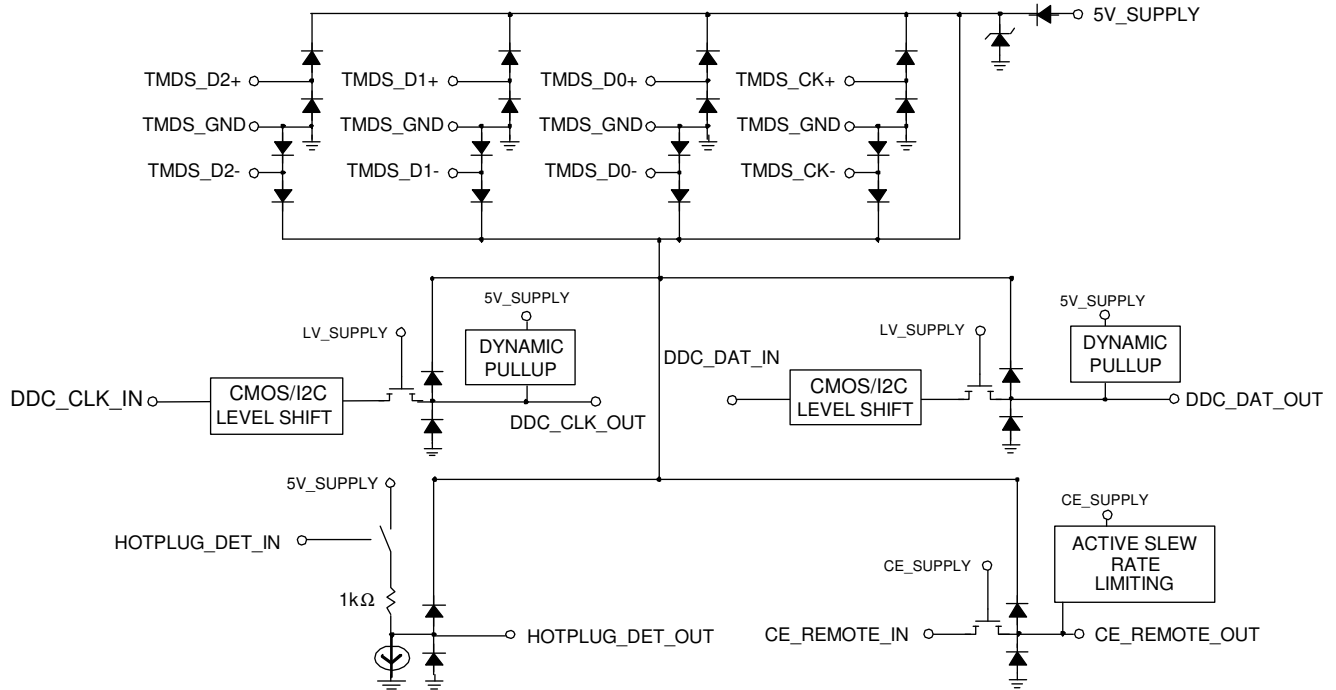 5V_SUPPLY
TMDS_D2+
TMDS_D1+
TMDS_D0+
TMDS_CK+
TMDS_GND
TMDS_GND
TMDS_GND
TMDS_GND
TMDS_D2-
TMDS_D1-
TMDS_D0-
TMDS_CK-
5V_SUPPLY
5V_SUPPLY
LV_SUPPLY
LV_SUPPLY
DYNAMIC
PULLUP
DYNAMIC
PULLUP
DDC_DAT_IN
DDC_CLK_IN
CMOS/I2C
LEVEL SHIFT
CMOS/I2C
LEVEL SHIFT
DDC_CLK_OUT
DDC_DAT_OUT
5V_SUPPLY
CE_SUPPLY
HOTPLUG_DET_IN
ACTIVE SLEW
RATE
LIMITING
CE_SUPPLY
1kΩ
HOTPLUG_DET_OUT
CE_REMOTE_IN
CE_REMOTE_OUT